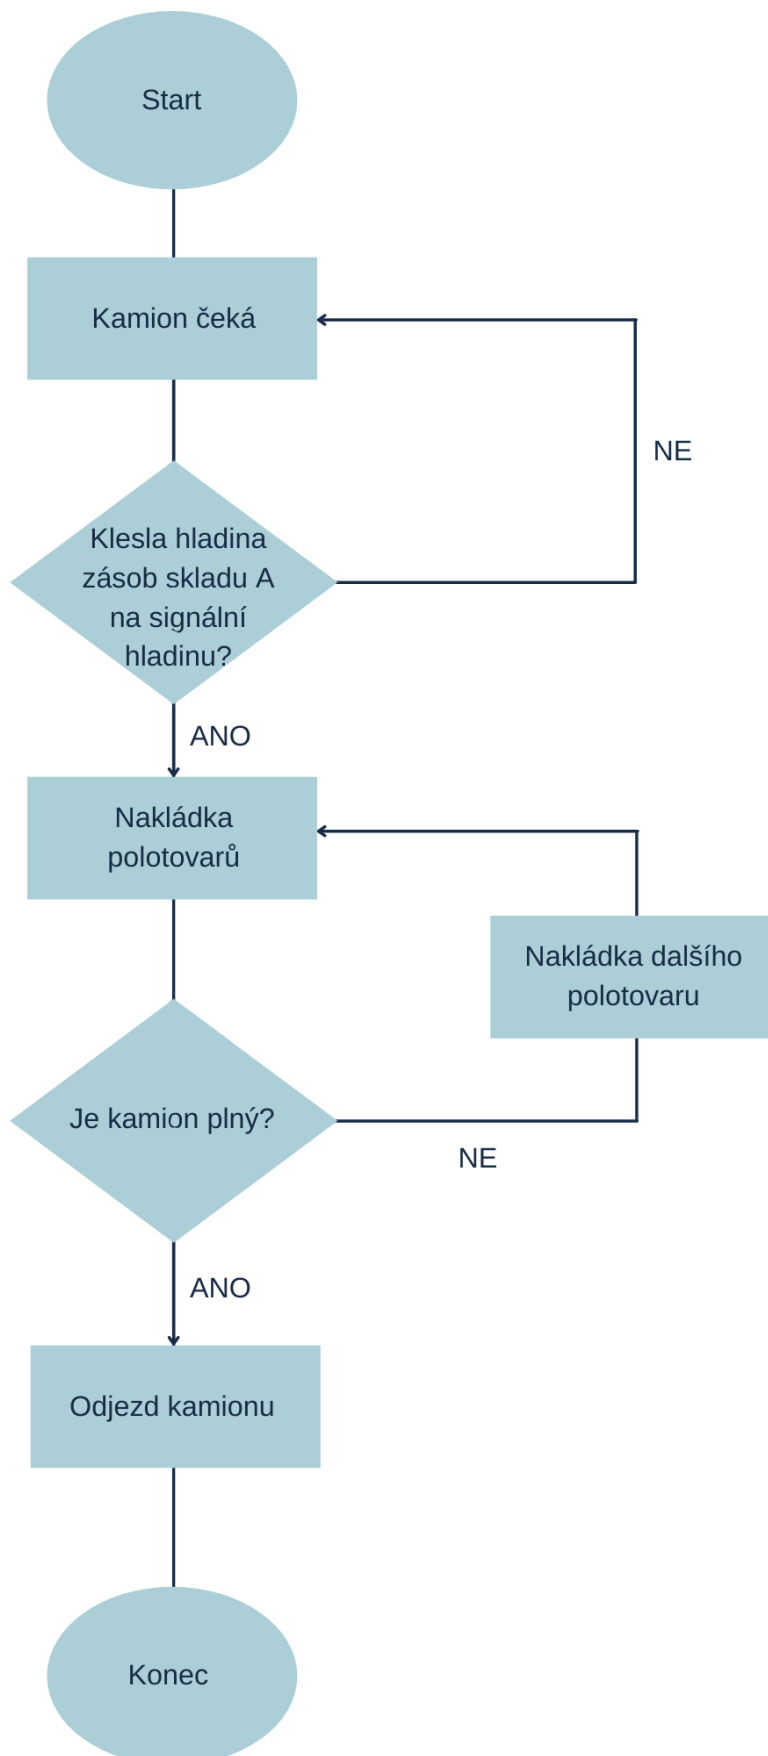 Start
Kamion čeká
NE
Klesla hladina
zásob skladu A
na signální
hladinu?
ANO
Nakládka
polotovarů
Nakládka dalšího
polotovaru
Je kamion plný?
NE
ANO
Odjezd kamionu
Konec